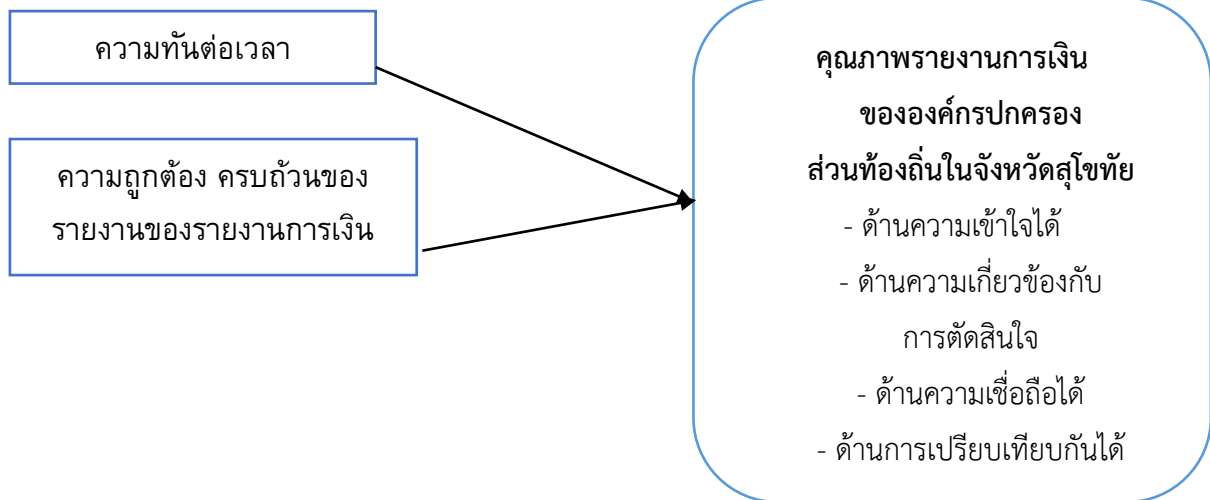 ความทันต่อเวลา
ความถูกต้อง ครบถ้วนของ
รายงานของรายงานการเงิน
คุณภาพรายงานการเงิน
ขององค์กรปกครอง
ส่วนท้องถิ่นในจังหวัดสุโขทัย
- ด้านความเข้าใจได้
- ด้านความเกี่ยวข้องกับ
การตัดสินใจ
- ด้านความเชื่อถือได้
- ด้านการเปรียบเทียบกันได้